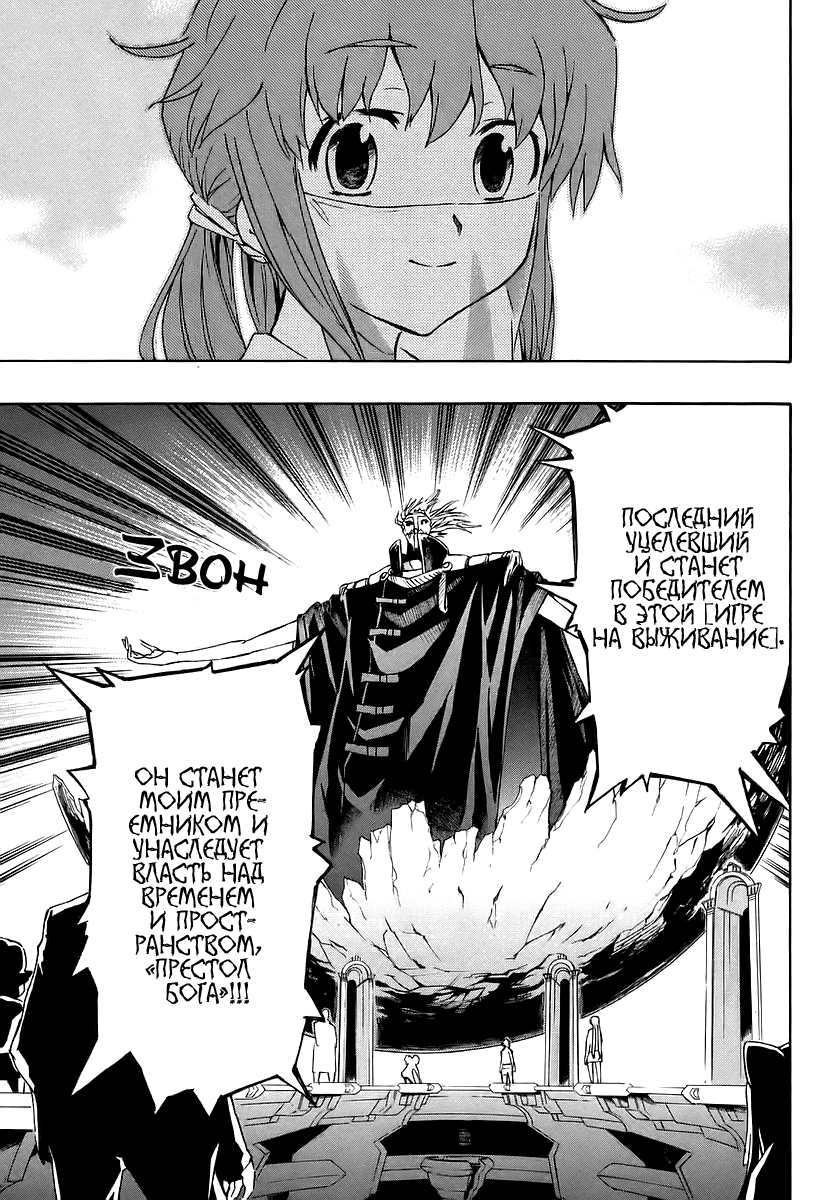 ПОСЛЕДНИЙ
УЦЕЛЕВШИЙ
И СТАНЕТ
ПОБЕДИТЕЛЕМ
В ЭТОЙ [ИГРЕ
НА ВЫЖИВАНИЕ].
ЗВОН
ОН СТАНЕТ
МОИМ ПРЕ-
ЕМНИКОМ И
УНАСЛЕДУЕТ
ВЛАСТЬ НАД
ВРЕМЕНЕМ
И ПРОСТ-
РАНСТВОМ,
«ПРЕСТОЛ
БОГА»!!!